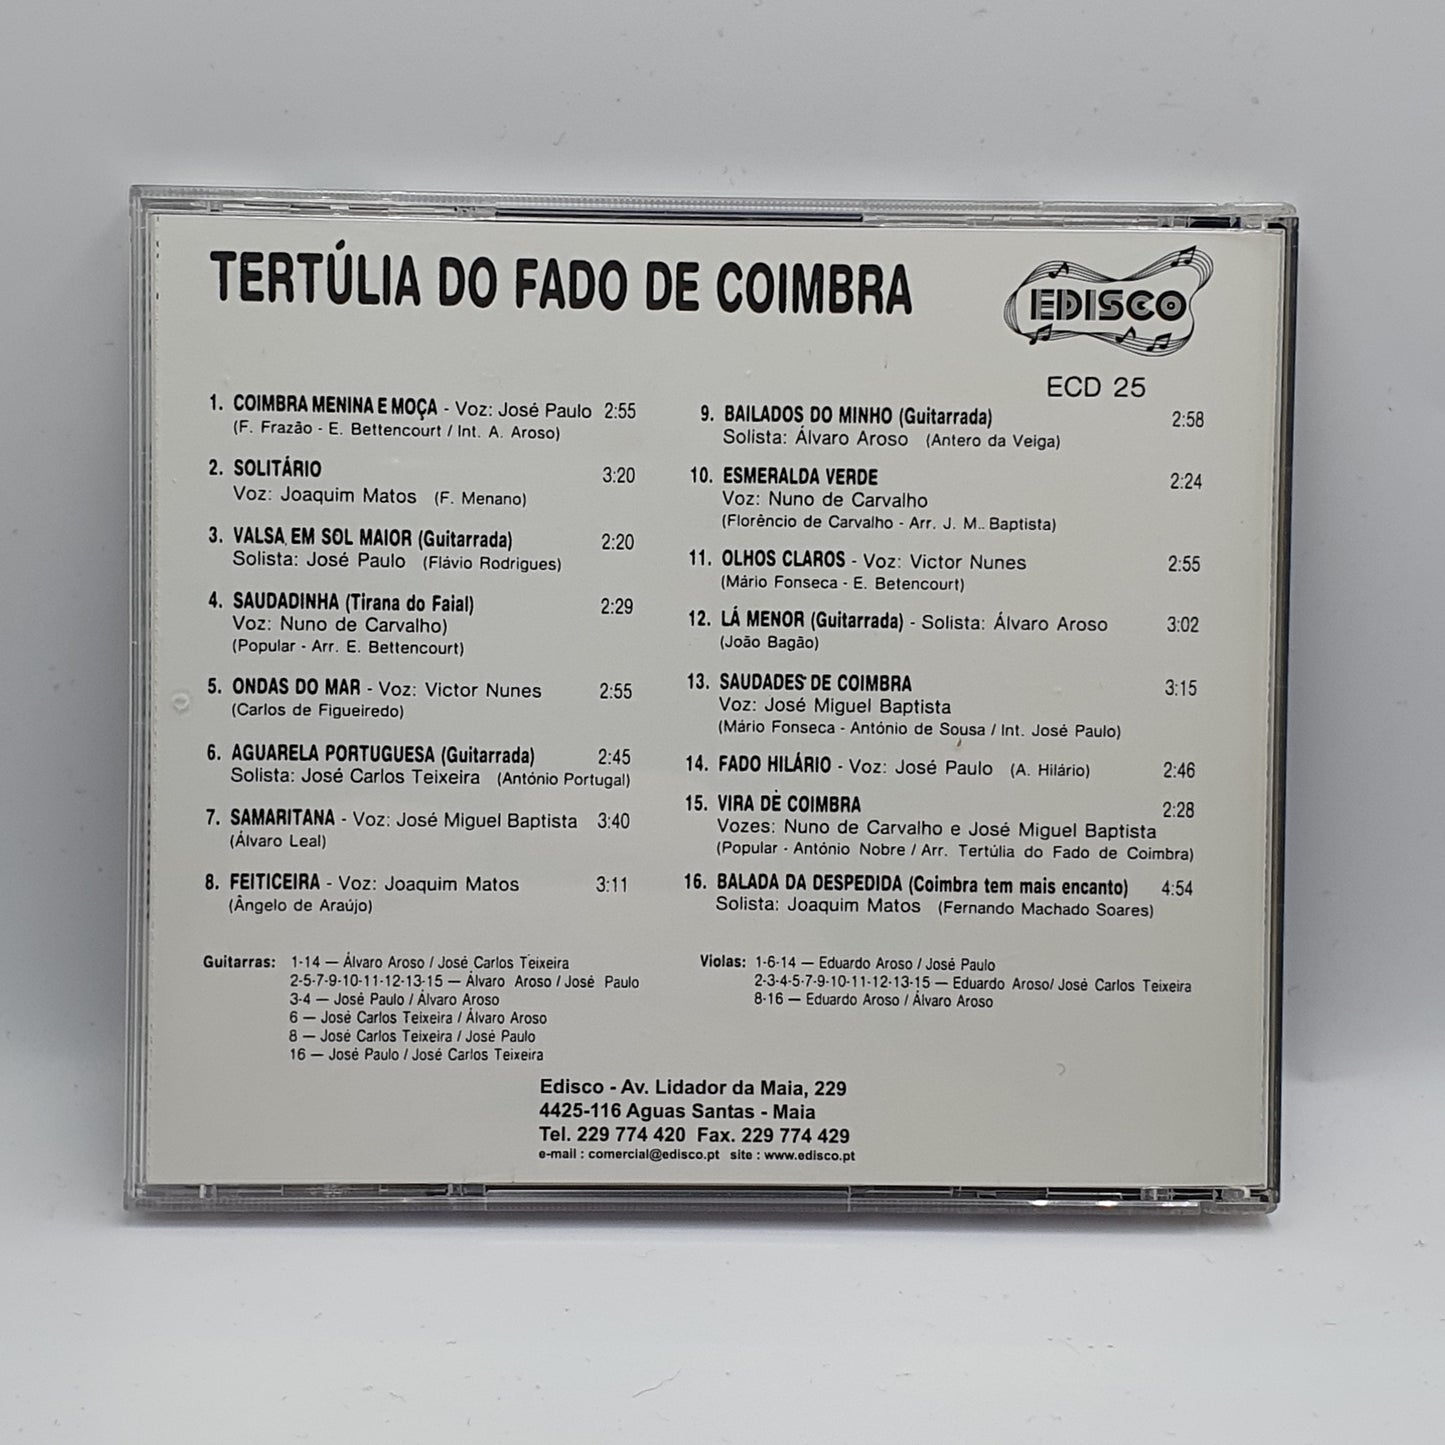 TERTÚLIA DO FADO DE COIMBRA
EDISCO
ECD 25
1. COIMBRA MENINA E MOÇA - Voz: José Paulo 2:55
(F. Frazão - E. Bettencourt / Int. A. Aroso)
2. SOLITÁRIO 3:20
Voz: Joaquim Matos (F. Menano)
3. VALSA EM SOL MAIOR (Guitarrada) 2:20
Solista: José Paulo (Flávio Rodrigues)
4. SAUDADINHA (Tirana do Faial) 2:29
Voz: Nuno de Carvalho)
(Popular - Arr. E. Bettencourt)
5. ONDAS DO MAR - Voz: Victor Nunes 2:55
(Carlos de Figueiredo)
6. AGUARELA PORTUGUESA (Guitarrada) 2:45
Solista: José Carlos Teixeira (António Portugal)
7. SAMARITANA - Voz: José Miguel Baptista 3:40
(Álvaro Leal)
8. FEITICEIRA - Voz: Joaquim Matos 3:11
(Ângelo de Araújo)
9. BAILADOS DO MINHO (Guitarrada) 2:58
Solista: Álvaro Aroso (Antero da Veiga)
10. ESMERALDA VERDE 2:24
Voz: Nuno de Carvalho
(Florêncio de Carvalho - Arr. J. M.. Baptista)
11. OLHOS CLAROS - Voz: Victor Nunes 2:55
(Mário Fonseca - E. Betencourt)
12. LÁ MENOR (Guitarrada) - Solista: Álvaro Aroso 3:02
(João Bagão)
13. SAUDADES DE COIMBRA 3:15
Voz: José Miguel Baptista
(Mário Fonseca - António de Sousa / Int. José Paulo)
14. FADO HILÁRIO - Voz: José Paulo (A. Hilário) 2:46
15. VIRA DE COIMBRA 2:28
Vozes: Nuno de Carvalho e José Miguel Baptista
(Popular - António Nobre / Arr. Tertúlia do Fado de Coimbra)
16. BALADA DA DESPEDIDA (Coimbra tem mais encanto) 4:54
Solista: Joaquim Matos (Fernando Machado Soares)
Guitarras: 1-14 — Álvaro Aroso / José Carlos Teixeira
2-5-7-9-10-11-12-13-15 — Álvaro Aroso / José Paulo
3-4 — José Paulo / Álvaro Aroso
6 — José Carlos Teixeira / Álvaro Aroso
8 — José Carlos Teixeira / José Paulo
16 — José Paulo / José Carlos Teixeira
Violas: 1-6-14 — Eduardo Aroso / José Paulo
2-3-4-5-7-9-10-11-12-13-15 — Eduardo Aroso/ José Carlos Teixeira
8-16 — Eduardo Aroso / Álvaro Aroso
Edisco - Av. Lidador da Maia, 229
4425-116 Aguas Santas - Maia
Tel. 229 774 420 Fax. 229 774 429
e-mail : comercial@edisco.pt site : www.edisco.pt